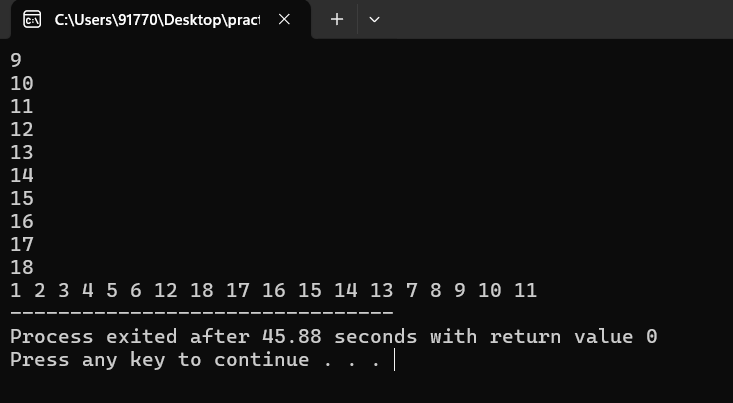 C:\Users\91770\Desktop\pract
9
10
11
12
13
14
15
16
17
18
1 2 3 4 5 6 12 18 17 16 15 14 13 7 8 9 10 11
--------------------------------
Process exited after 45.88 seconds with return value 0
Press any key to continue . . .